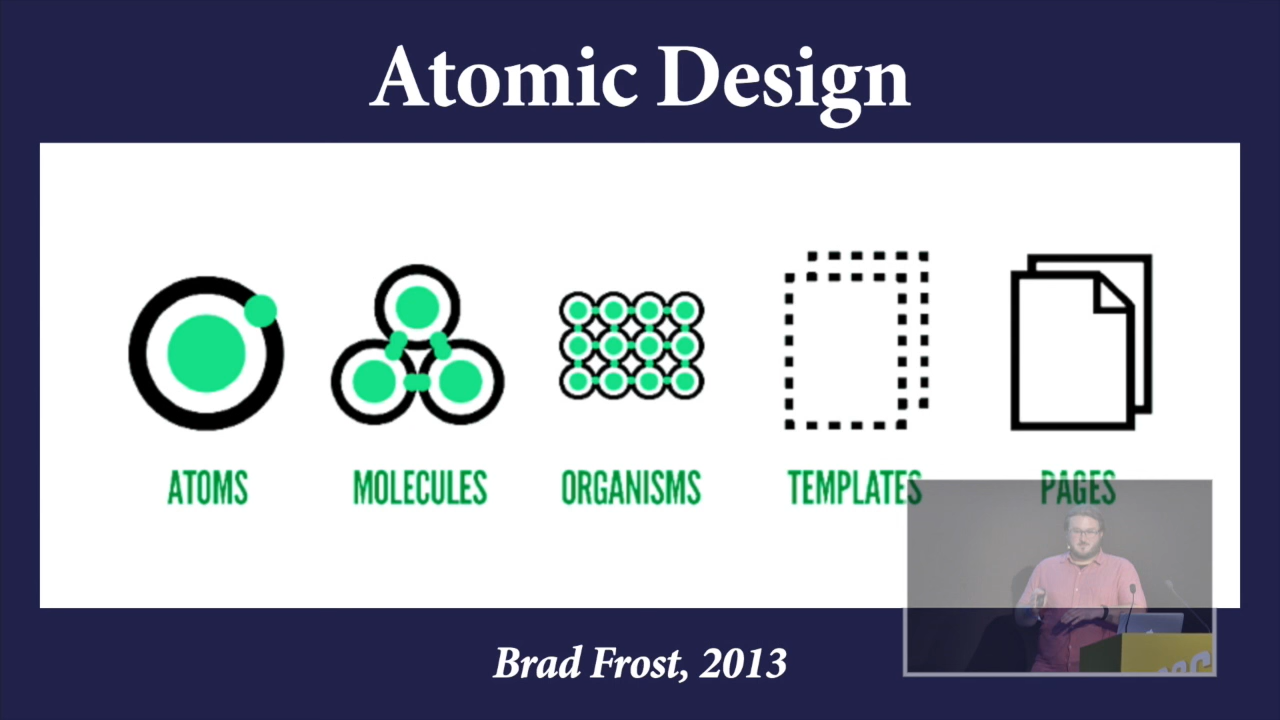 Atomic Design
ATOMS MOLECULES ORGANISMS TEMPLATES PAGES
Brad Frost, 2013